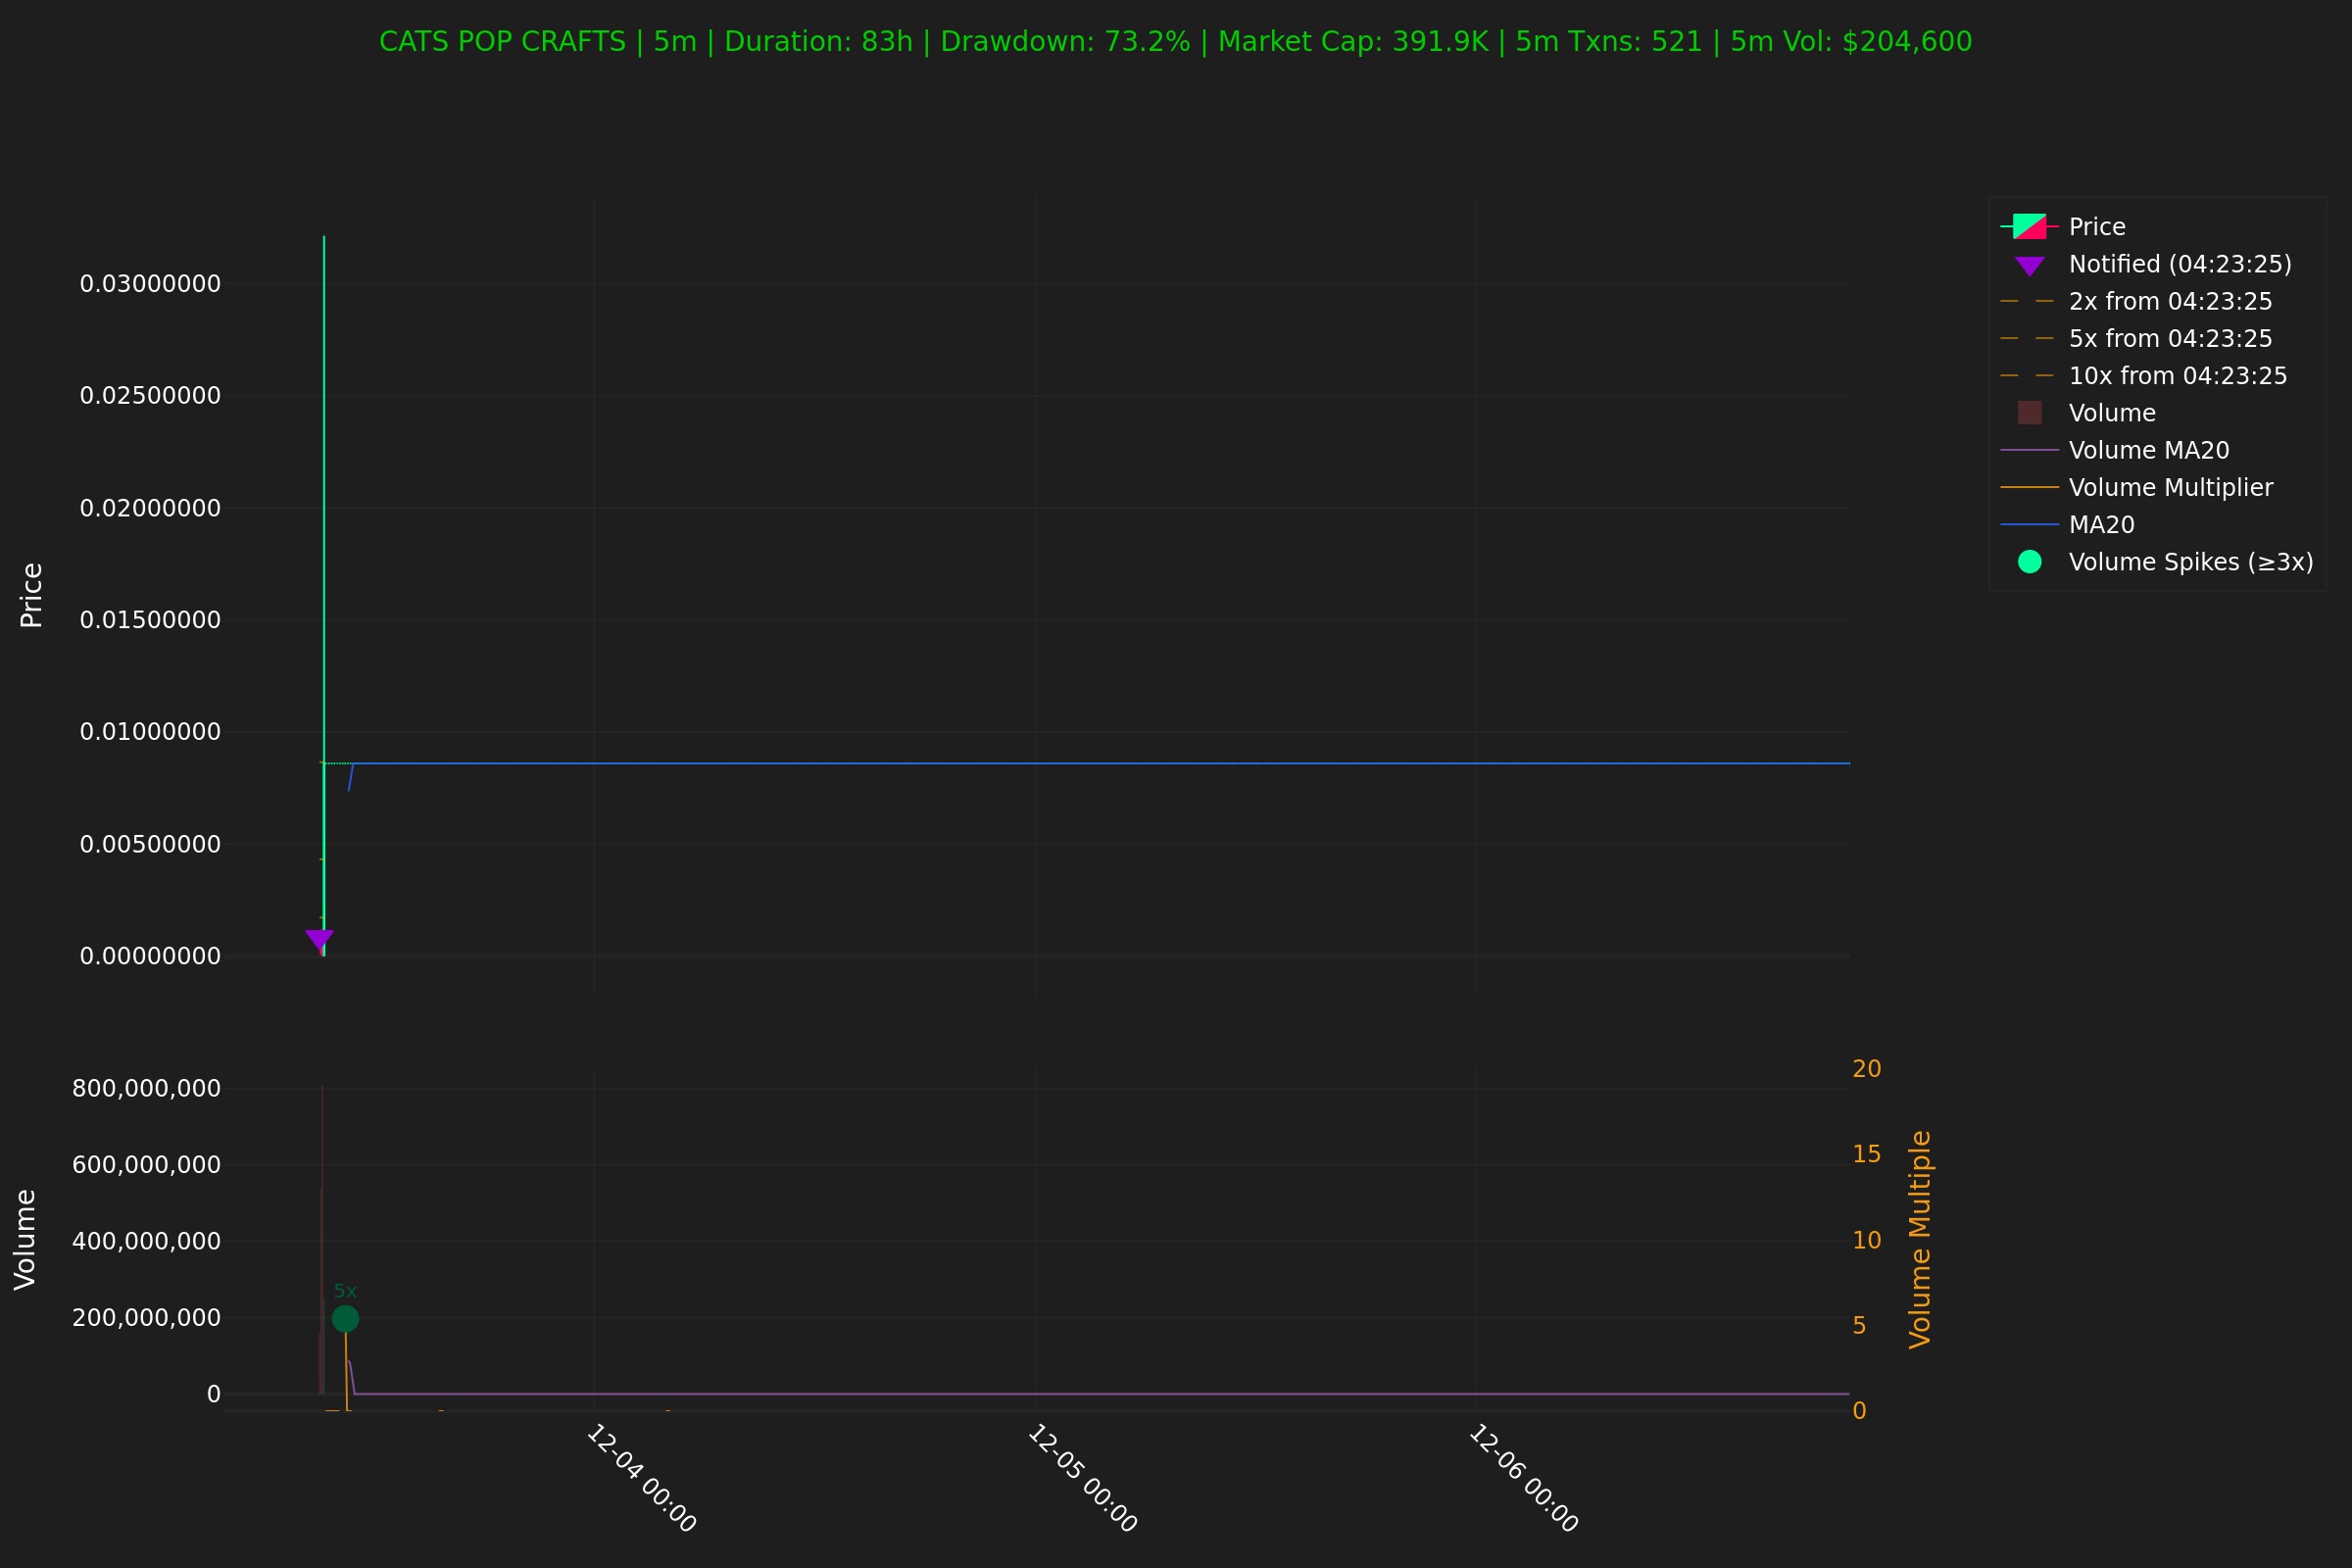 CATS POP CRAFTS | 5m | Duration: 83h | Drawdown: 73.2% | Market Cap: 391.9K | 5m Txns: 521 | 5m Vol: $204,600
Price
0.03000000
0.02500000
0.02000000
0.01500000
0.01000000
0.00500000
0.00000000
Price
Notified (04:23:25)
2x from 04:23:25
5x from 04:23:25
10x from 04:23:25
Volume
Volume MA20
Volume Multiplier
MA20
Volume Spikes (≥3x)
Volume
800,000,000
600,000,000
400,000,000
200,000,000
0
5x
20
15
10
5
0
Volume Multiple
12-04 00:00
12-05 00:00
12-06 00:00